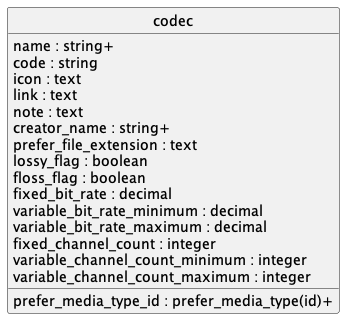 codec
name : string+
code : string
icon : text
link : text
note : text
creator_name : string+
prefer_file_extension : text
lossy_flag : boolean
floss_flag : boolean
fixed_bit_rate : decimal
variable_bit_rate_minimum : decimal
variable_bit_rate_maximum : decimal
fixed_channel_count : integer
variable_channel_count_minimum : integer
variable_channel_count_maximum : integer
prefer_media_type_id : prefer_media_type(id)+